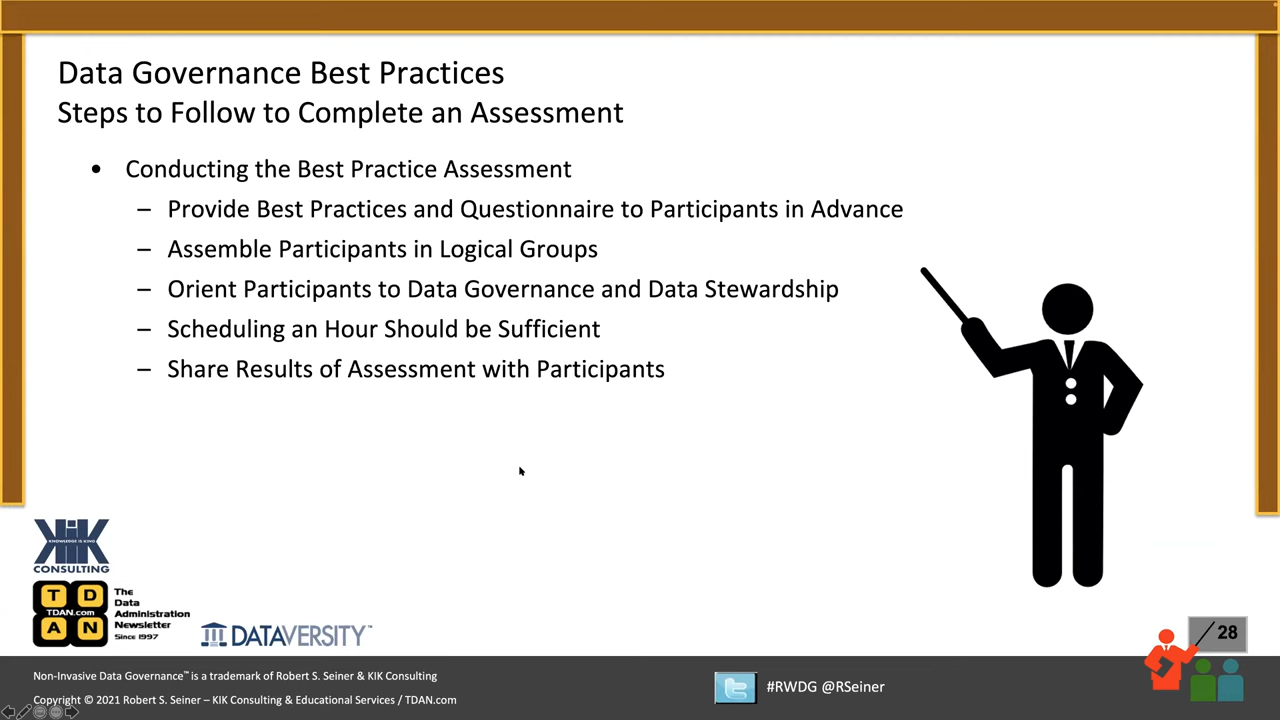 Data Governance Best Practices
Steps to Follow to Complete an Assessment
• Conducting the Best Practice Assessment
– Provide Best Practices and Questionnaire to Participants in Advance
– Assemble Participants in Logical Groups
– Orient Participants to Data Governance and Data Stewardship
– Scheduling an Hour Should be Sufficient
– Share Results of Assessment with Participants
KIK
KNOWLEDGE IS KING
CONSULTING
T D
TDAN.com
A N
The
Data
Administration
Newsletter
Since 1997
DATAVERSITY™
28
Non-Invasive Data Governance™ is a trademark of Robert S. Seiner & KIK Consulting
Copyright © 2021 Robert S. Seiner – KIK Consulting & Educational Services / TDAN.com
#RWDG @RSeiner